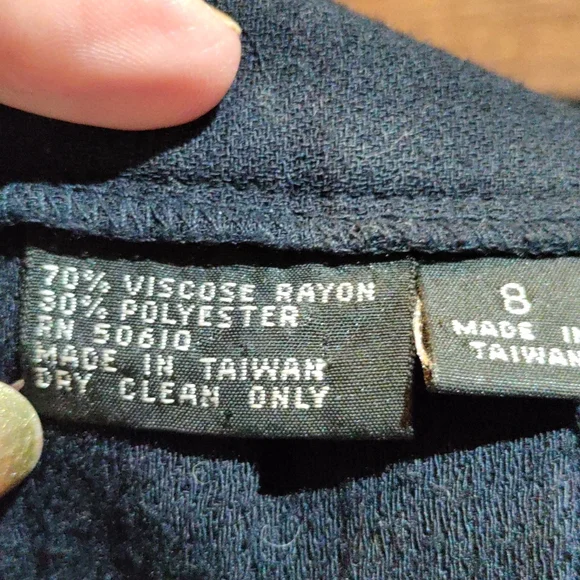 70% VISCOSE RAYON
30% POLYESTER
RN 50610
MADE IN TAIWAN
DRY CLEAN ONLY
8
MADE IN
TAIWAN